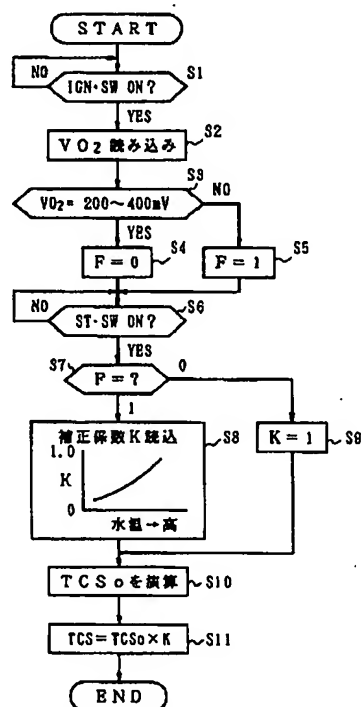 START
NO
IGN·SW ON?
S1
YES
VO2 読み込み
S2
VO2= 200~400mV
S3
NO
YES
F = 0
S4
F = 1
S5
NO
ST·SW ON?
S6
YES
S7
F = ?
0
1
補正係数K読込
S8
1.0
K
0
水温→高
K = 1
S9
TCSoを演算
S10
TCS=TCSo×K
S11
END